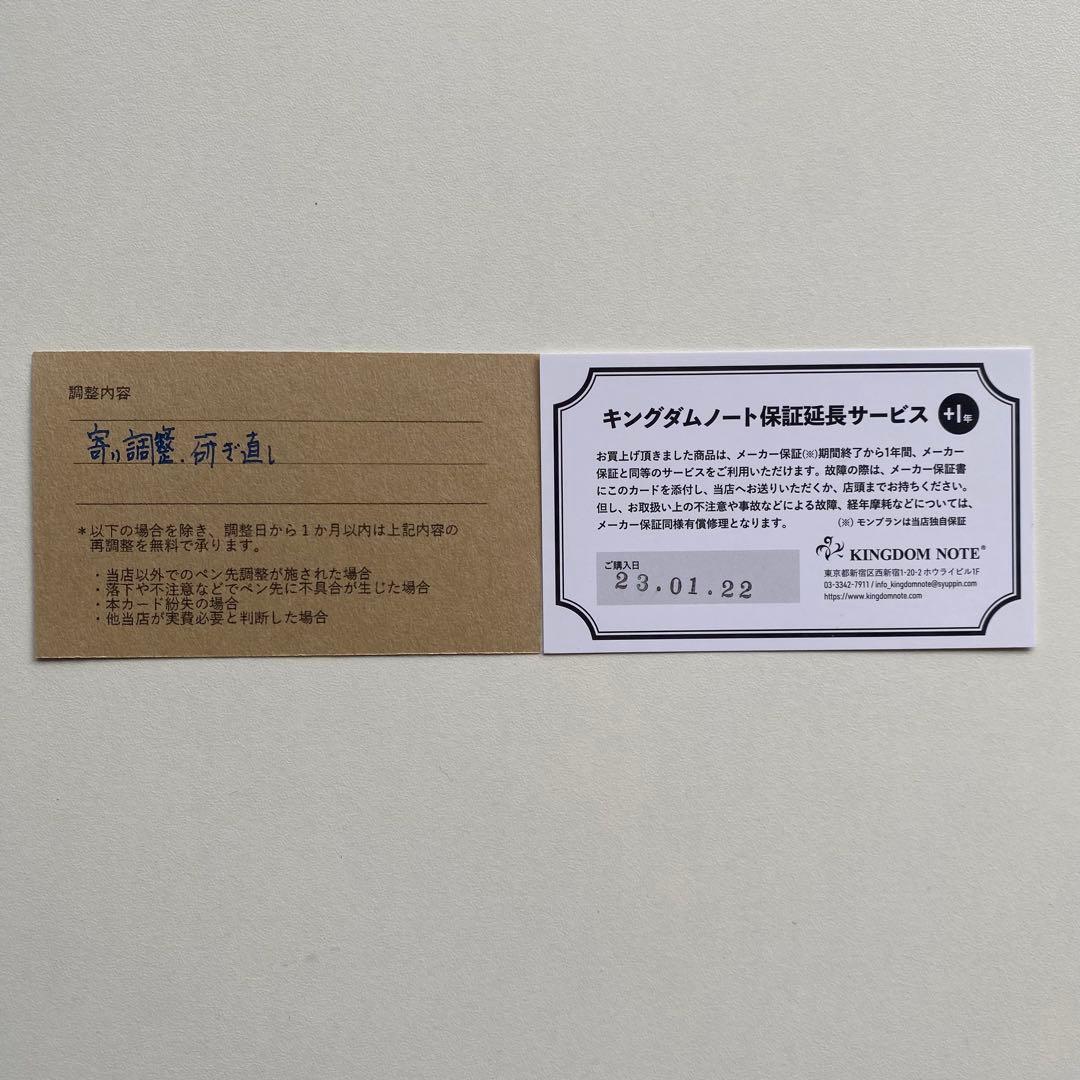 調整内容
寄り調整.研ぎ直し
*以下の場合を除き、調整日から1か月以内は上記内容の
再調整を無料で承ります。
・当店以外でのペン先調整が施された場合
・落下や不注意などでペン先に不具合が生じた場合
・本カード紛失の場合
・他当店が実費必要と判断した場合
キングダムノート保証延長サービス +1年
お買上げ頂きました商品は、メーカー保証(※)期間終了から1年間、メーカー
保証と同等のサービスをご利用いただけます。故障の際は、メーカー保証書
にこのカードを添付し、当店へお送りいただくか、店頭までお持ちください。
但し、お取扱い上の不注意や事故などによる故障、経年摩耗などについては、
メーカー保証同様有償修理となります。 (※) モンブランは当店独自保証
ご購入日
23.01.22
KINGDOM NOTE®
東京都新宿区西新宿1-20-2 ホウライビル1F
03-3342-7911 / info_kingdomnote@syuppin.com
https://www.kingdomnote.com